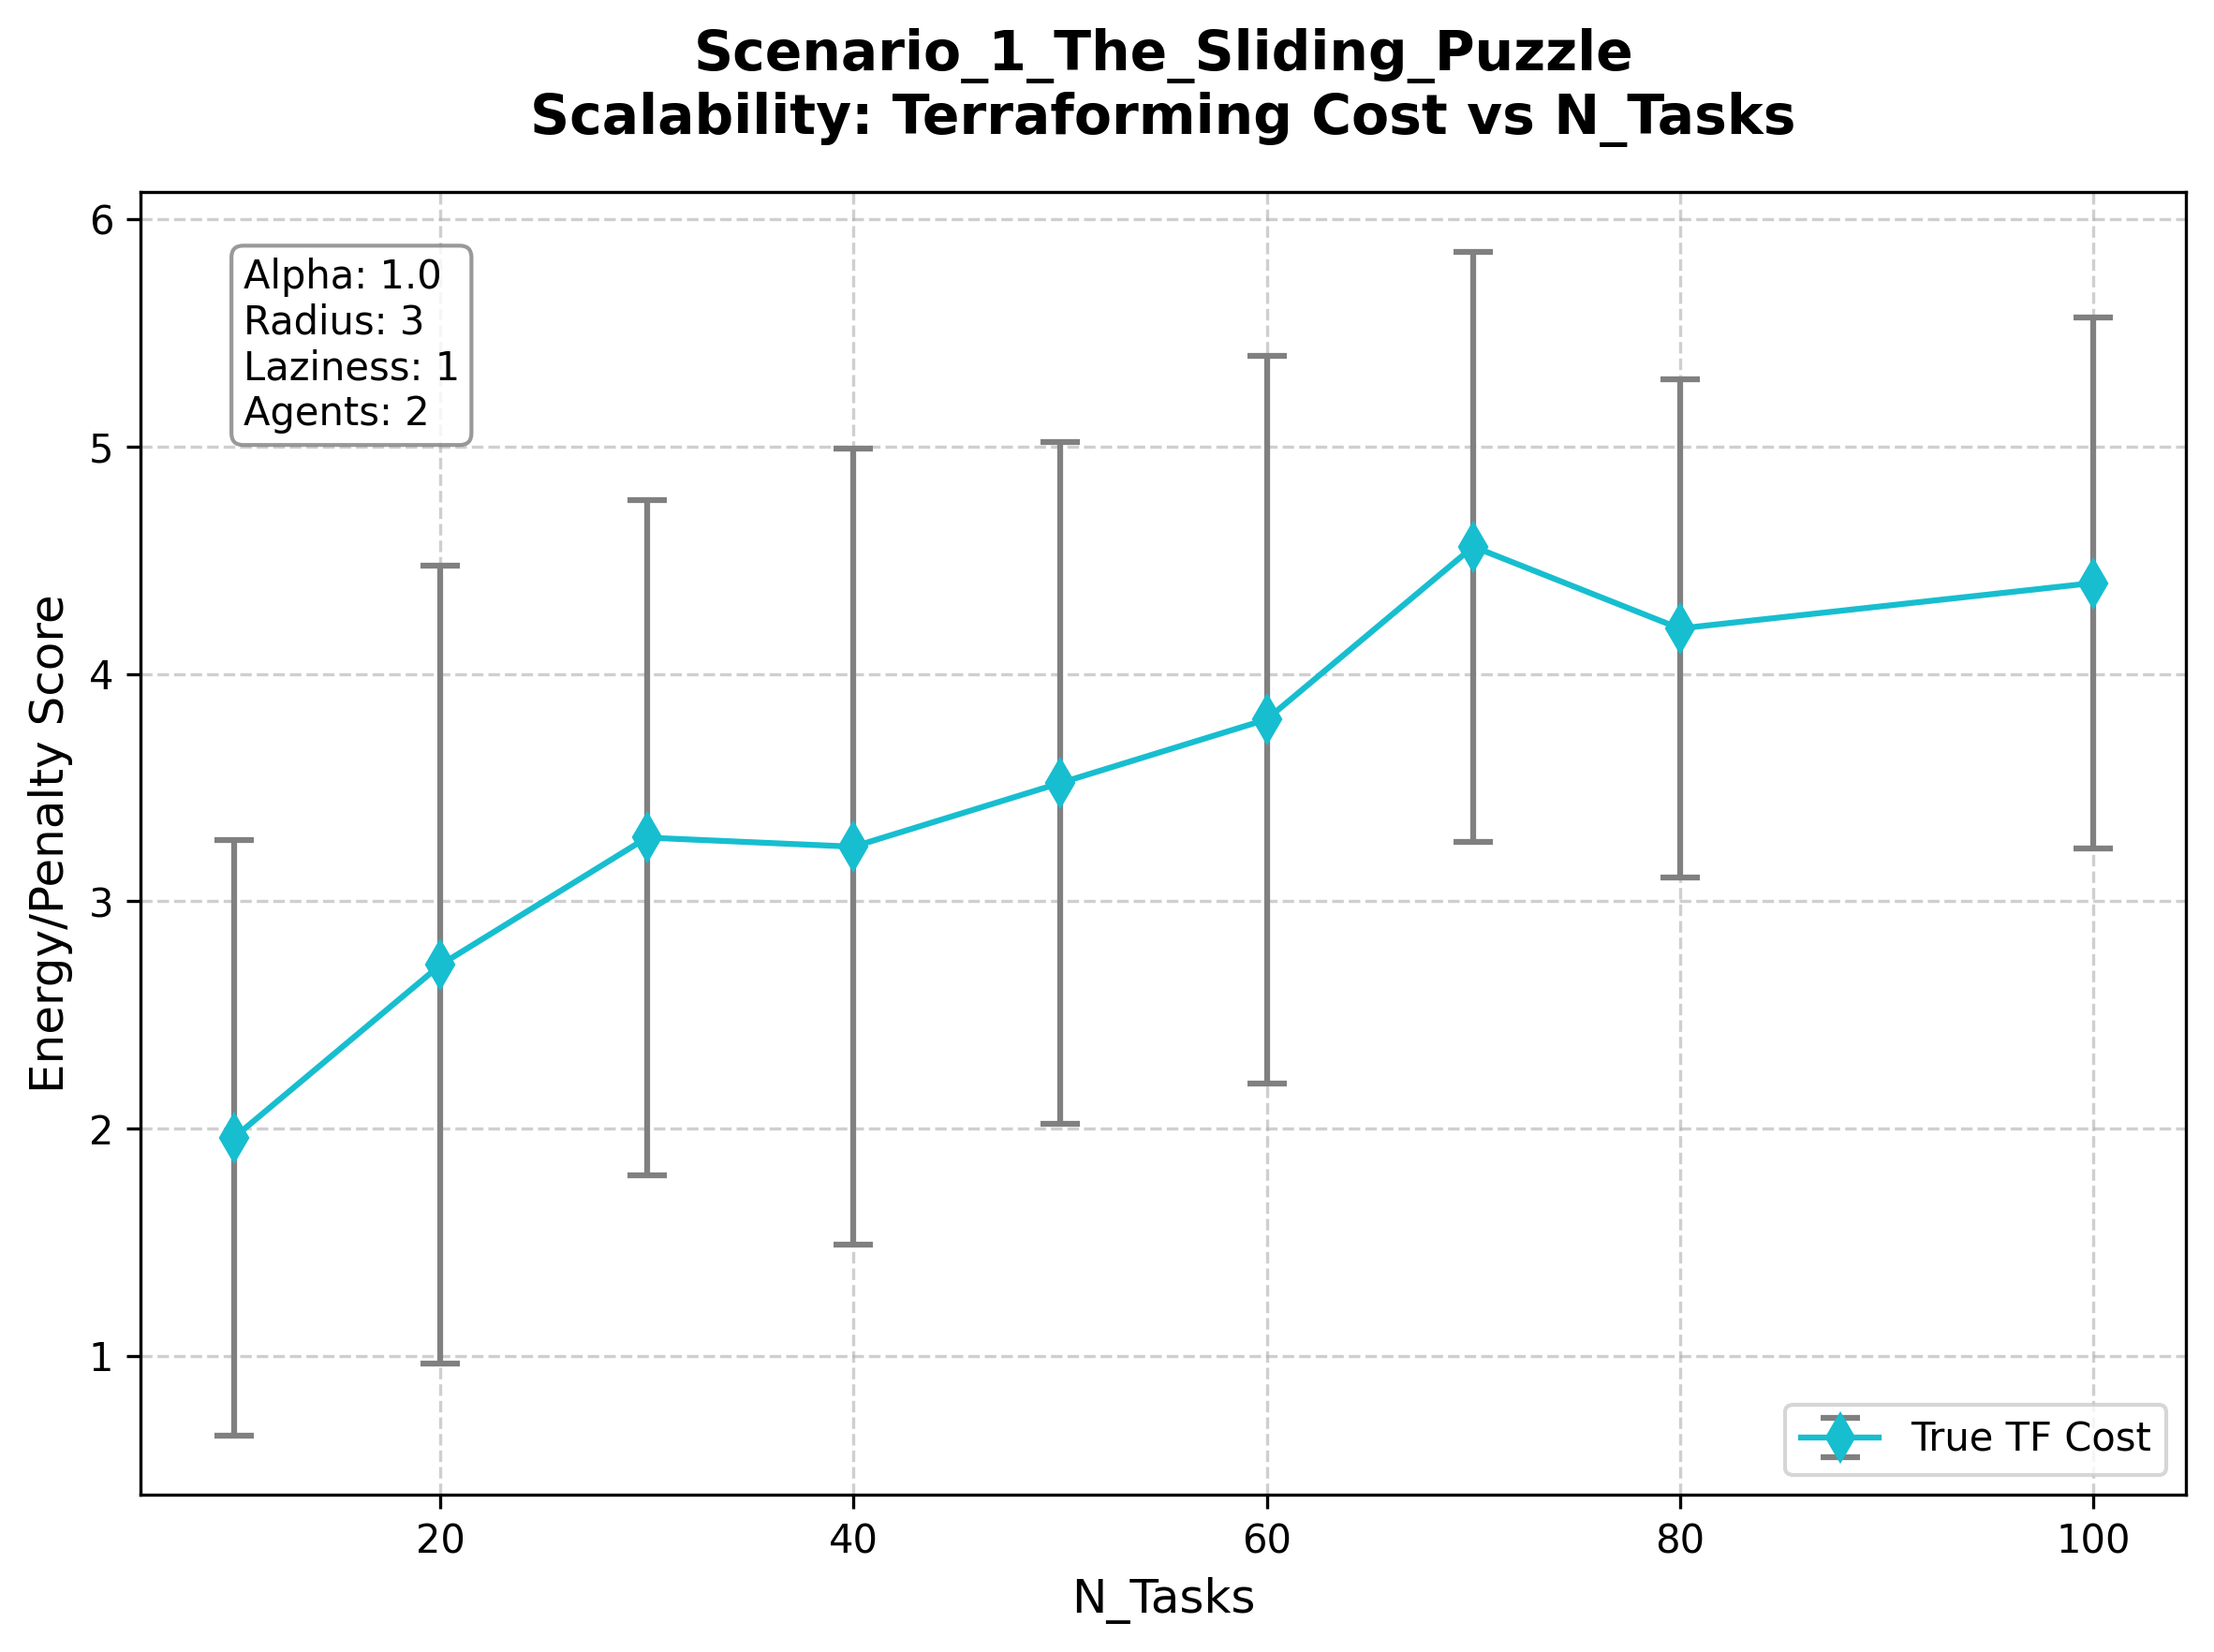 Scenario_1_The_Sliding_Puzzle
Scalability: Terraforming Cost vs N_Tasks
Alpha: 1.0
Radius: 3
Laziness: 1
Agents: 2
Energy/Penalty Score
6
5
4
3
2
1
True TF Cost
20
40
60
80
100
N_Tasks